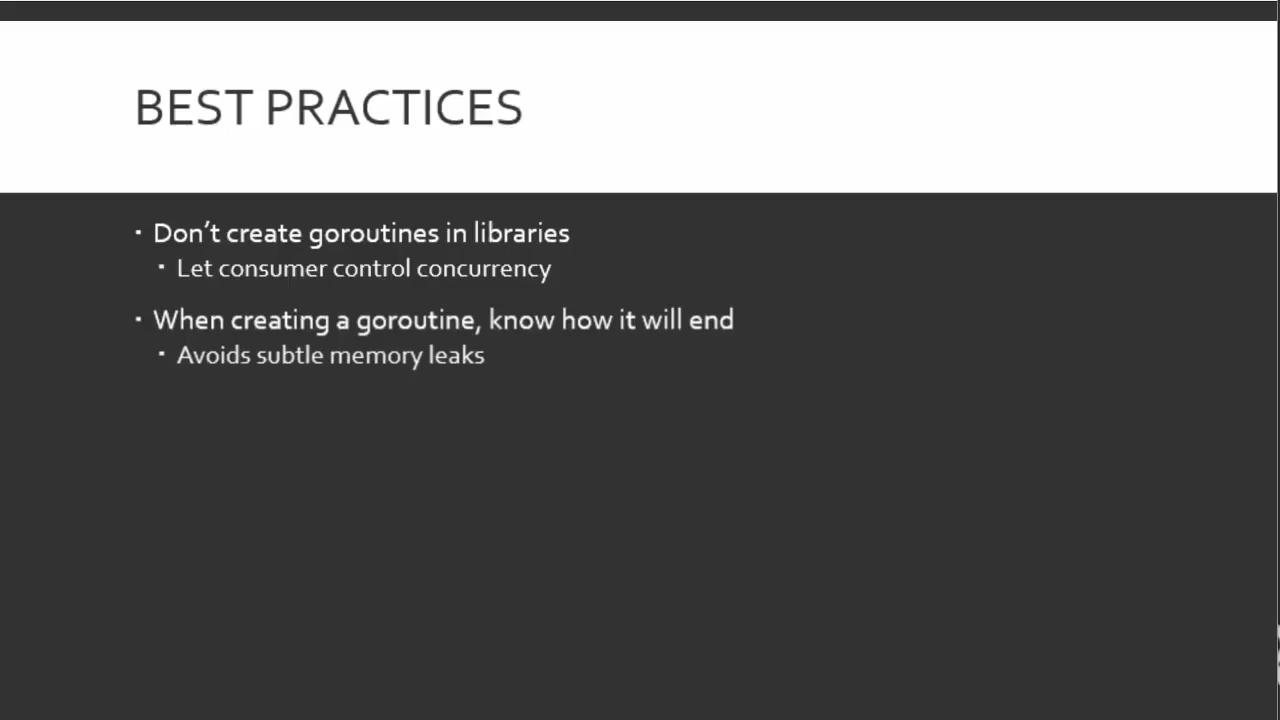 BEST PRACTICES
▪ Don’t create goroutines in libraries
▪ Let consumer control concurrency
▪ When creating a goroutine, know how it will end
▪ Avoids subtle memory leaks